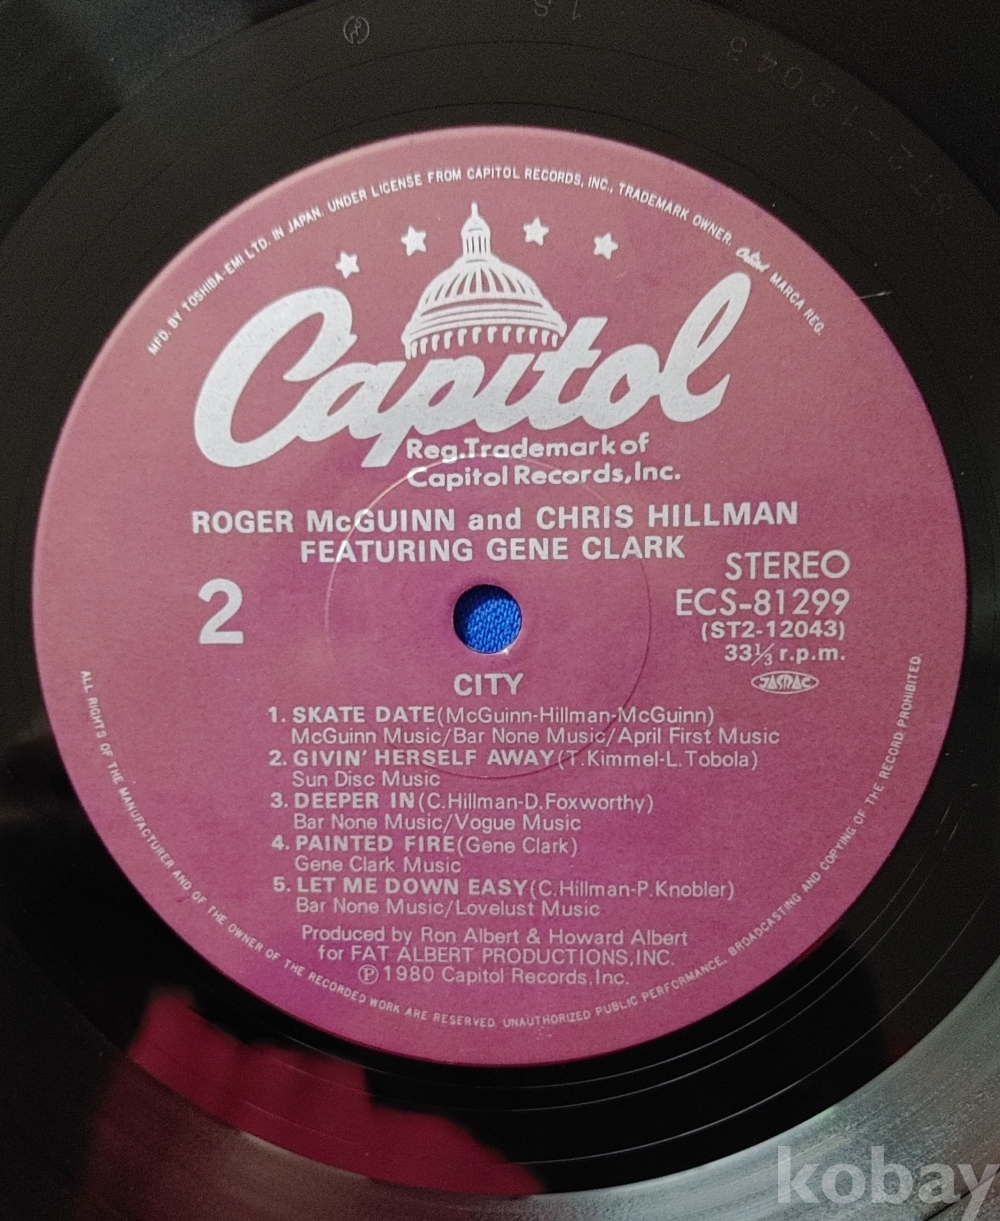 1S
ST2-12043
MFD. BY TOSHIBA-EMI LTD. IN JAPAN. UNDER LICENSE FROM CAPITOL RECORDS, INC., TRADEMARK OWNER. Capitol MARCA REG.
Capitol
Reg.Trademark of
Capitol Records,Inc.
ROGER McGUINN and CHRIS HILLMAN
FEATURING GENE CLARK
2
STEREO
ECS-81299
(ST2-12043)
33⅓ r.p.m.
JASRAC
CITY
1. SKATE DATE(McGuinn-Hillman-McGuinn)
McGuinn Music/Bar None Music/April First Music
2. GIVIN' HERSELF AWAY(T.Kimmel-L.Tobola)
Sun Disc Music
3. DEEPER IN(C.Hillman-D.Foxworthy)
Bar None Music/Vogue Music
4. PAINTED FIRE(Gene Clark)
Gene Clark Music
5. LET ME DOWN EASY(C.Hillman-P.Knobler)
Bar None Music/Lovelust Music
Produced by Ron Albert & Howard Albert
for FAT ALBERT PRODUCTIONS,INC.
℗1980 Capitol Records,Inc.
ALL RIGHTS OF THE MANUFACTURER AND OF THE OWNER OF THE RECORDED WORK ARE RESERVED. UNAUTHORIZED PUBLIC PERFORMANCE, BROADCASTING AND COPYING OF THE RECORD PROHIBITED.
kobay